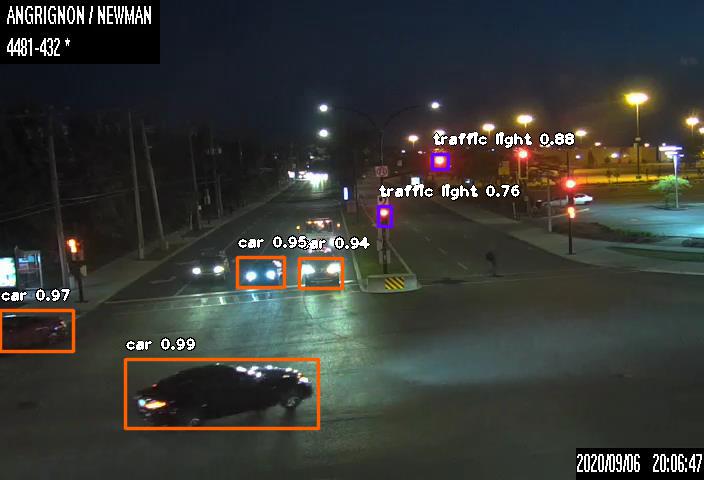 ANGRIGNON / NEWMAN
4481-432 *
traffic light 0.88
traffic light 0.76
car 0.95
car 0.94
car 0.97
car 0.99
2020/09/06 20:06:47